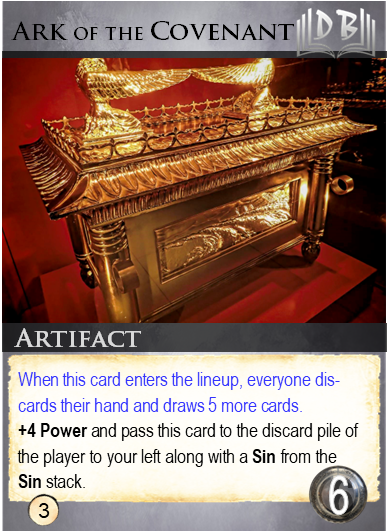 ARK OF THE COVENANT
DB
ARTIFACT
When this card enters the lineup, everyone dis-
cards their hand and draws 5 more cards.
+4 Power and pass this card to the discard pile of
the player to your left along with a Sin from the
Sin stack.
3
6